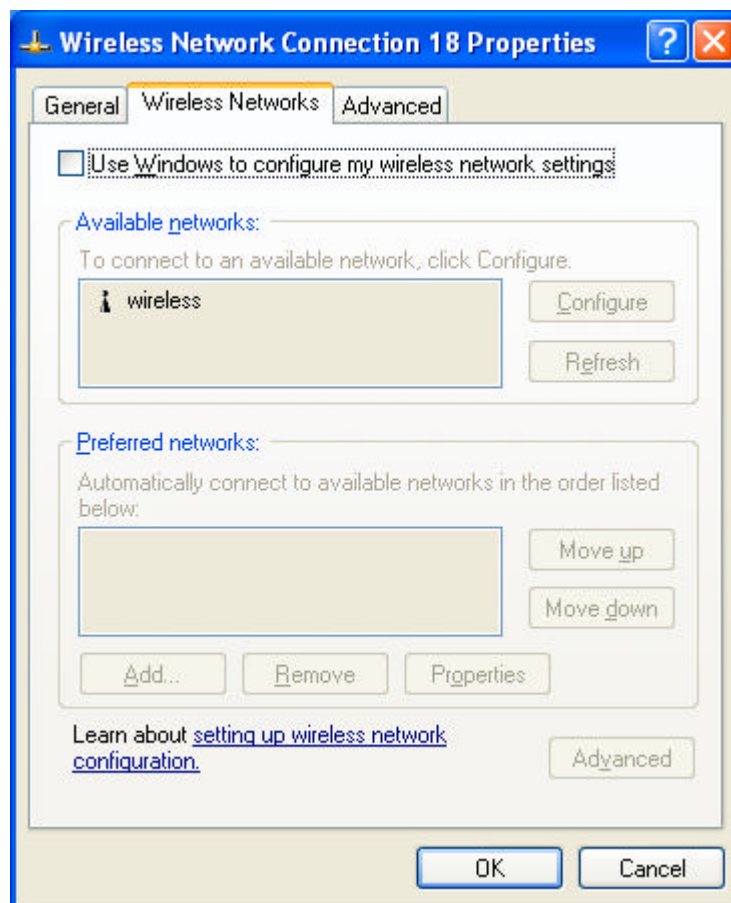 Wireless Network Connection 18 Properties
General Wireless Networks Advanced
Use Windows to configure my wireless network settings
Available networks:
To connect to an available network, click Configure.
wireless
Configure
Refresh
Preferred networks:
Automatically connect to available networks in the order listed
below:
Move up
Move down
Add... Remove Properties
Learn about setting up wireless network
configuration.
Advanced
OK Cancel